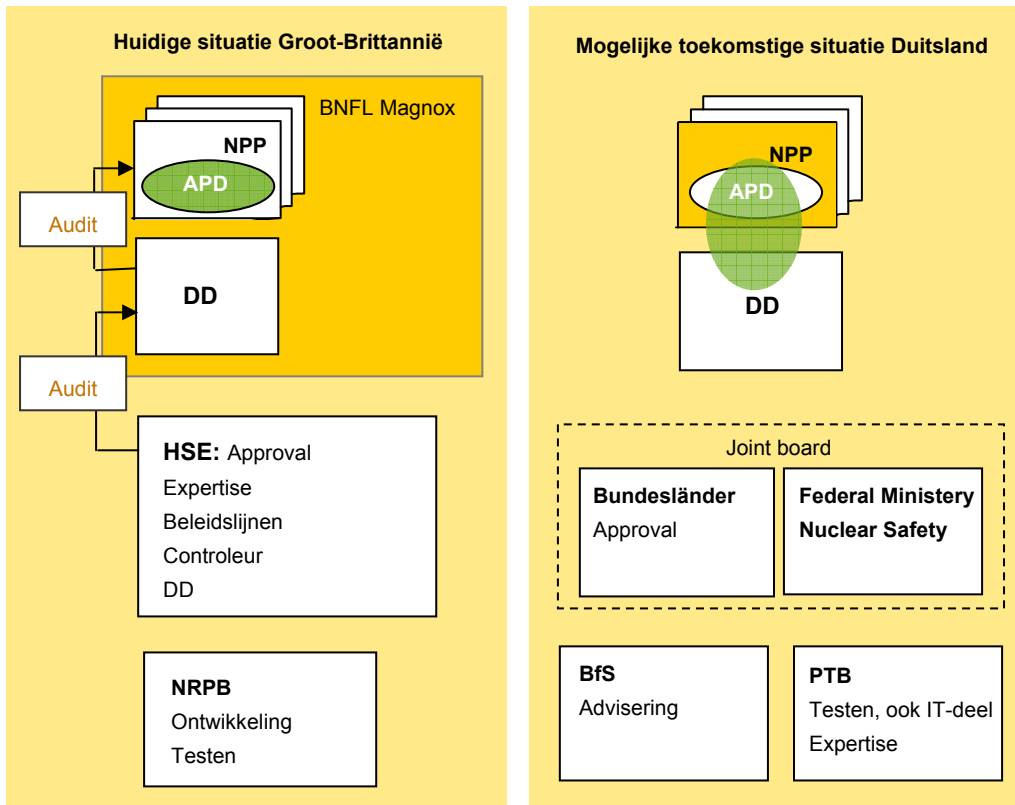 Huidige situatie Groot-Brittannië
BNFL Magnox
NPP
APD
Audit
DD
Audit
HSE: Approval
Expertise
Beleidslijnen
Controleur
DD
NRPB
Ontwikkeling
Testen
Mogelijke toekomstige situatie Duitsland
NPP
APD
DD
Joint board
Bundesländer
Approval
Federal Ministery
Nuclear Safety
BfS
Advisering
PTB
Testen, ook IT-deel
Expertise